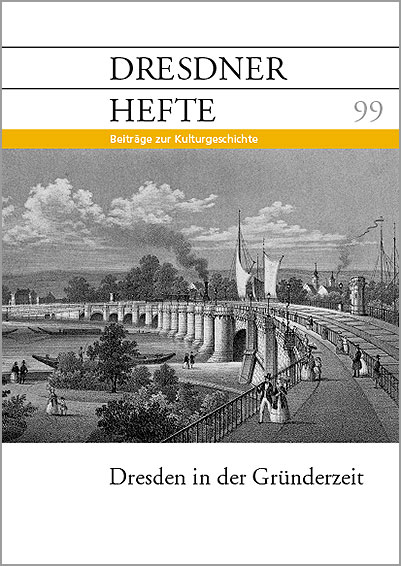 DRESDNER
HEFTE 99
Beiträge zur Kulturgeschichte
Dresden in der Gründerzeit